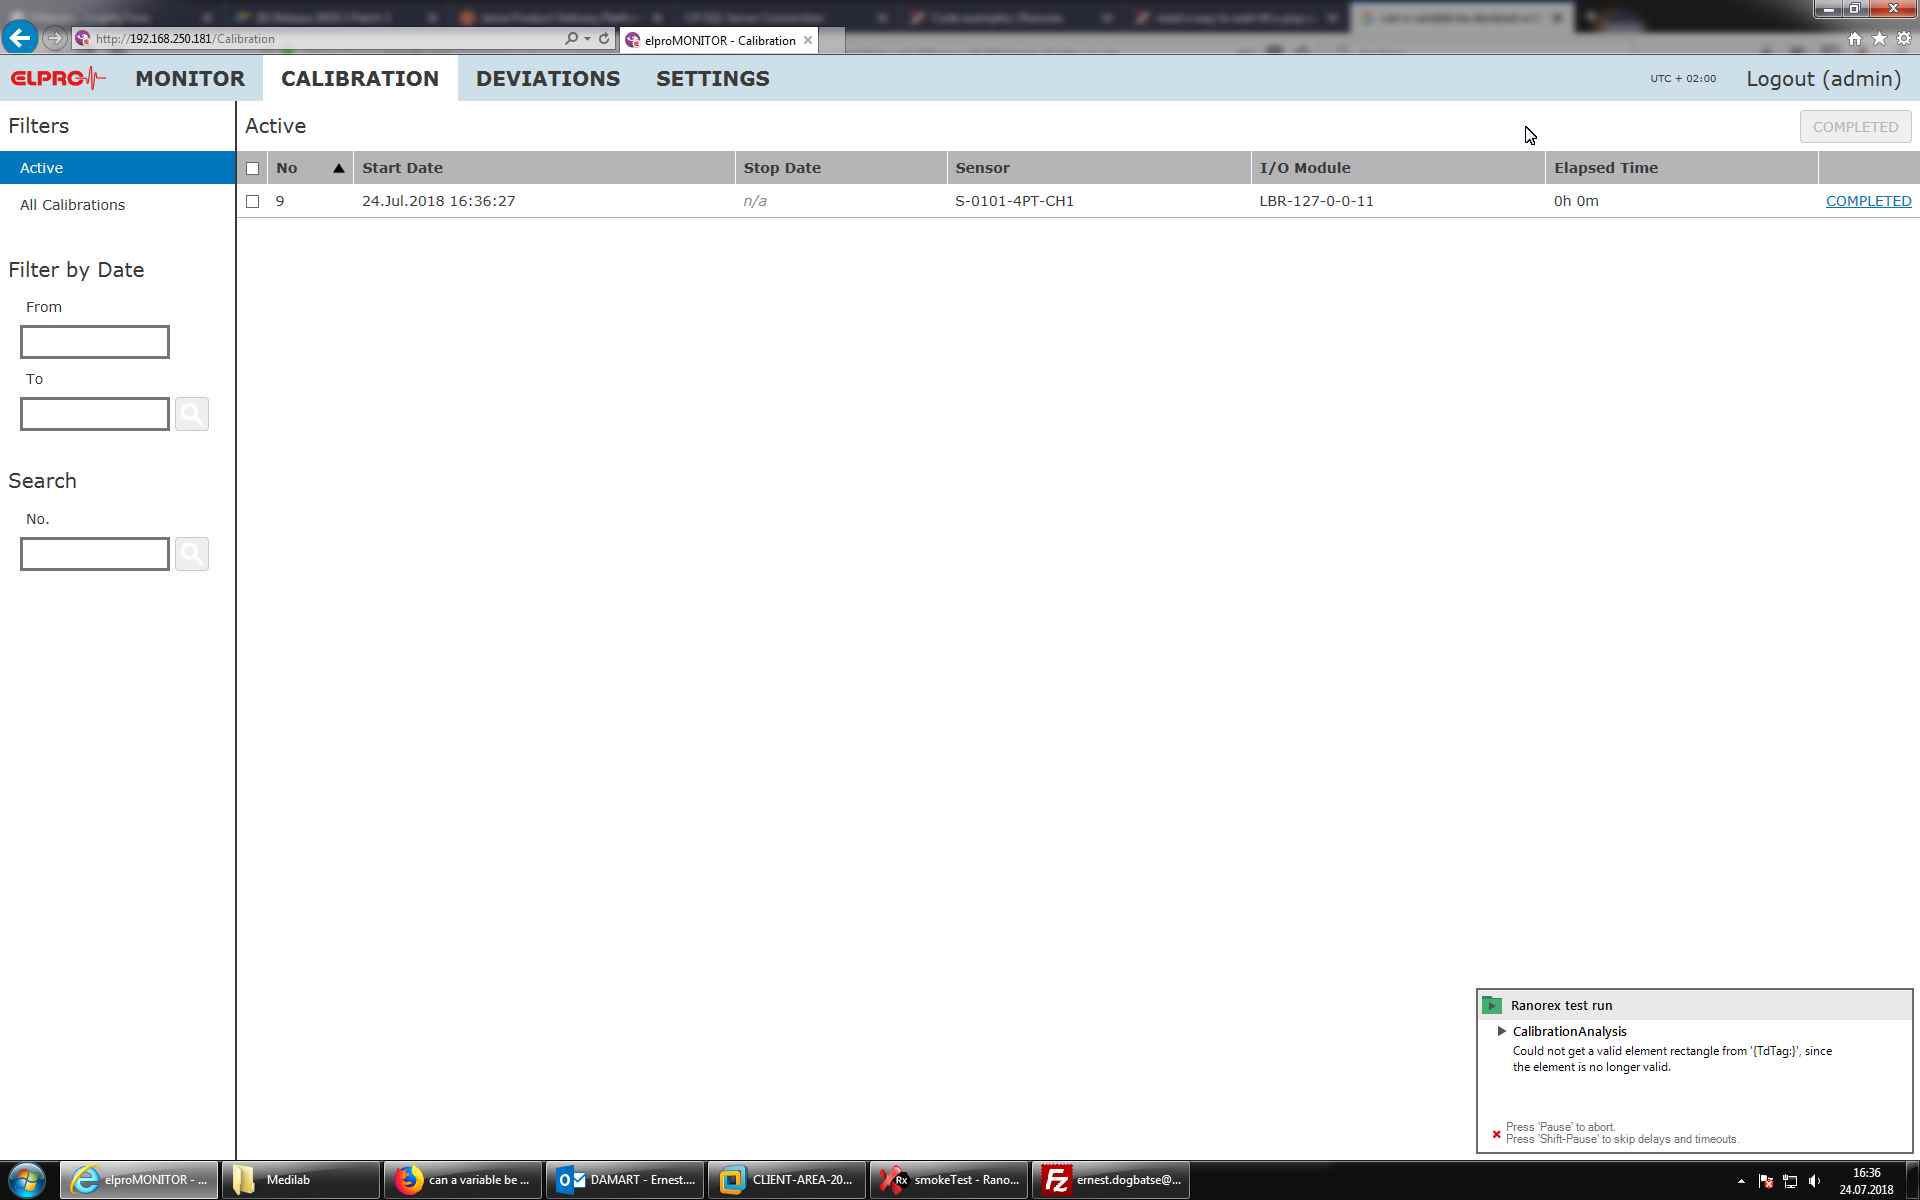 http://192.168.250.181/Calibration
elproMONITOR - Calibration
ELPRO
MONITOR
CALIBRATION
DEVIATIONS
SETTINGS
UTC + 02:00
Logout (admin)
Filters
Active
All Calibrations
Filter by Date
From
To
Search
No.
Active
COMPLETED
No Start Date Stop Date Sensor I/O Module Elapsed Time
9 24.Jul.2018 16:36:27 n/a S-0101-4PT-CH1 LBR-127-0-0-11 0h 0m COMPLETED
Ranorex test run
CalibrationAnalysis
Could not get a valid element rectangle from '{TdTag:}', since
the element is no longer valid.
Press 'Pause' to abort.
Press 'Shift-Pause' to skip delays and timeouts.
elproMONITOR - ...
Medilab
can a variable be ...
DAMART - Ernest....
CLIENT-AREA-20...
Rx
smokeTest - Rano...
Fz
ernest.dogbatse@...
16:36
24.07.2018